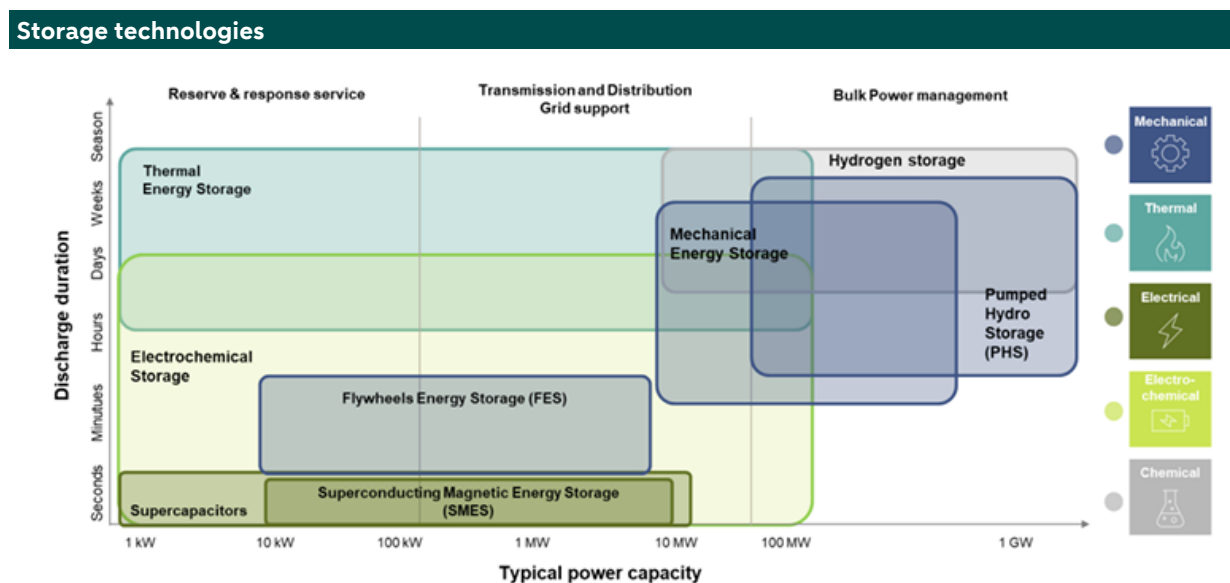 Storage technologies
Reserve & response service
Transmission and Distribution
Grid support
Bulk Power management
Discharge duration
Season
Weeks
Days
Hours
Minutues
Seconds
Thermal
Energy Storage
Hydrogen storage
Mechanical
Energy Storage
Pumped
Hydro
Storage
(PHS)
Electrochemical
Storage
Flywheels Energy Storage (FES)
Superconducting Magnetic Energy Storage
(SMES)
Supercapacitors
1 kW
10 kW
100 kW
1 MW
10 MW
100 MW
1 GW
Typical power capacity
Mechanical
Thermal
Electrical
Electro-
chemical
Chemical